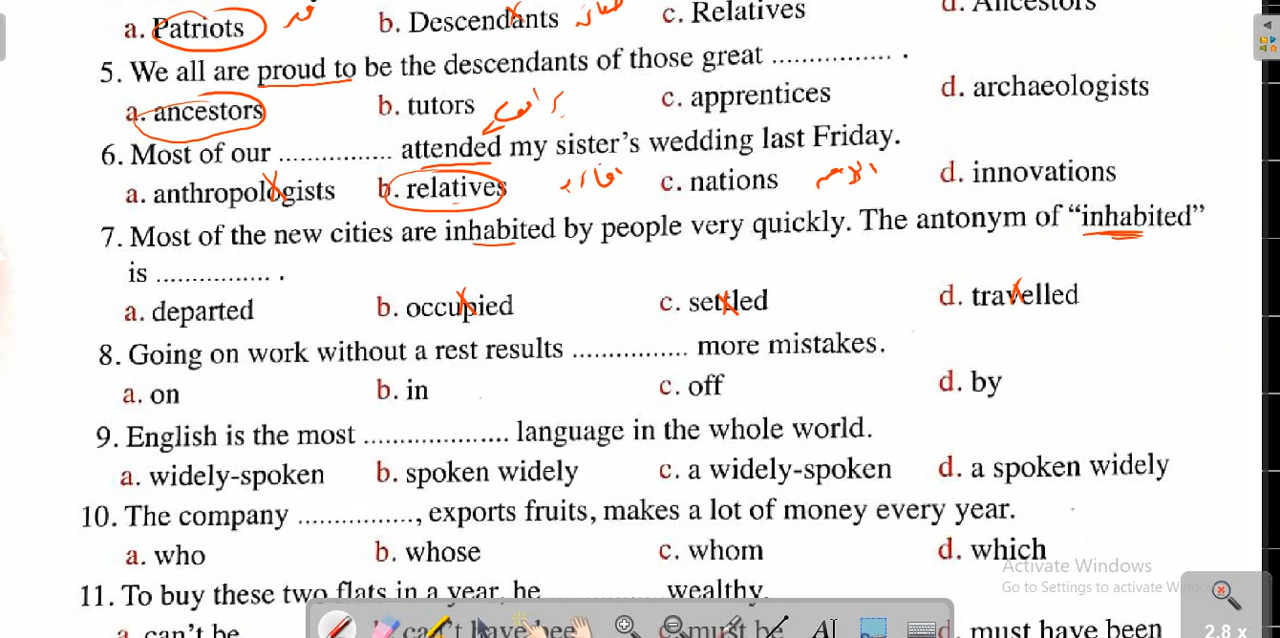 a. Patriots b. Descendants c. Relatives d. Ancestors
5. We all are proud to be the descendants of those great ................ .
a. ancestors b. tutors c. apprentices d. archaeologists
6. Most of our ................ attended my sister's wedding last Friday.
a. anthropologists b. relatives c. nations d. innovations
7. Most of the new cities are inhabited by people very quickly. The antonym of “inhabited”
is ................ .
a. departed b. occupied c. settled d. travelled
8. Going on work without a rest results ................ more mistakes.
a. on b. in c. off d. by
9. English is the most .................... language in the whole world.
a. widely-spoken b. spoken widely c. a widely-spoken d. a spoken widely
10. The company ................, exports fruits, makes a lot of money every year.
a. who b. whose c. whom d. which
Activate Windows
Go to Settings to activate
11. To buy these two flats in a year, he wealthy.
a. can't be must be d. must have been
2.8 x